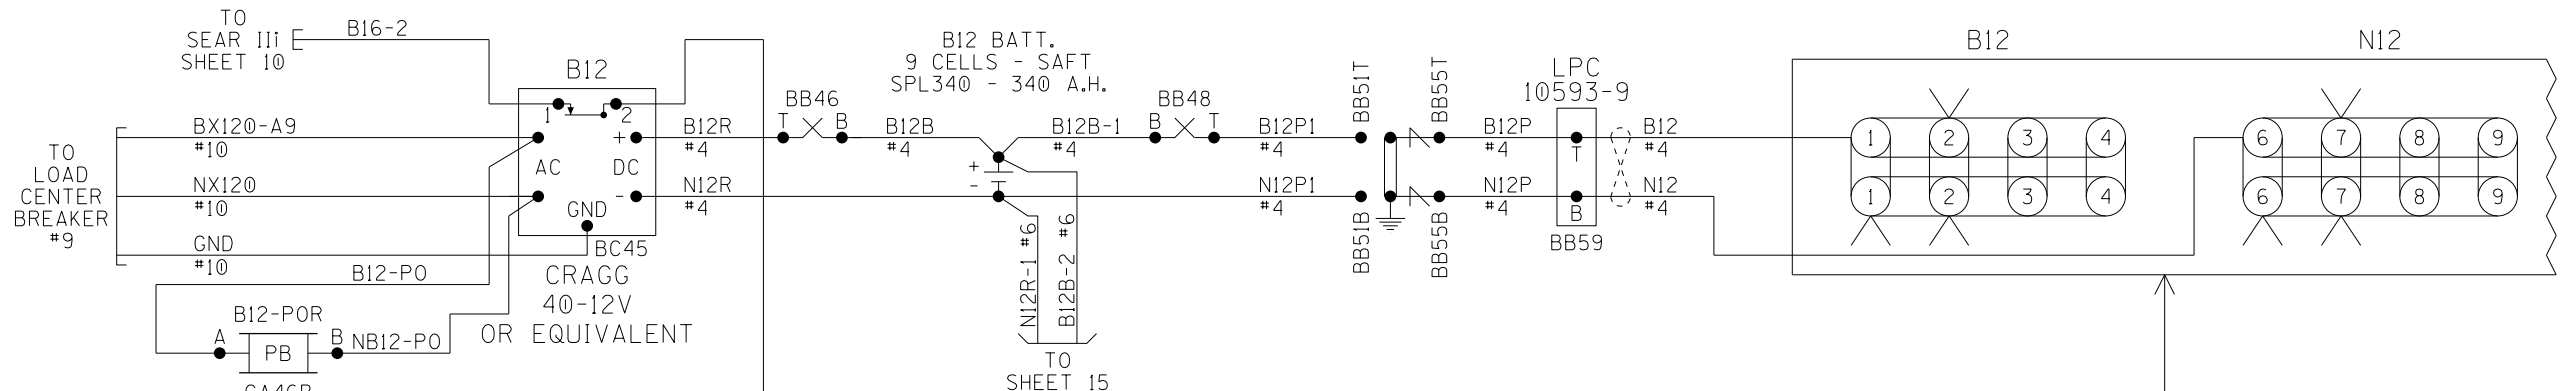 TO
SEAR IIi
SHEET 10
B16-2
B12
1
2
BX120-A9
#10
TO
LOAD
CENTER
BREAKER
#9
NX120
#10
GND
#10
AC
+
DC
-
GND
BC45
CRAGG
40-12V
OR EQUIVALENT
B12-PO
B12-POR
A
PB
B
NB12-PO
B12R
#4
N12R
#4
BB46
T
B
B12B
#4
B12 BATT.
9 CELLS - SAFT
SPL340 - 340 A.H.
+
-
B12B-1
#4
N12R-1 #6
B12B-2 #6
TO
SHEET 15
BB48
B
T
B12P1
#4
N12P1
#4
BB51T
BB51B
BB55T
BB55B
B12P
#4
N12P
#4
LPC
10593-9
T
B
BB59
B12
#4
N12
#4
B12
1
2
3
4
1
2
3
4
N12
6
7
8
9
6
7
8
9